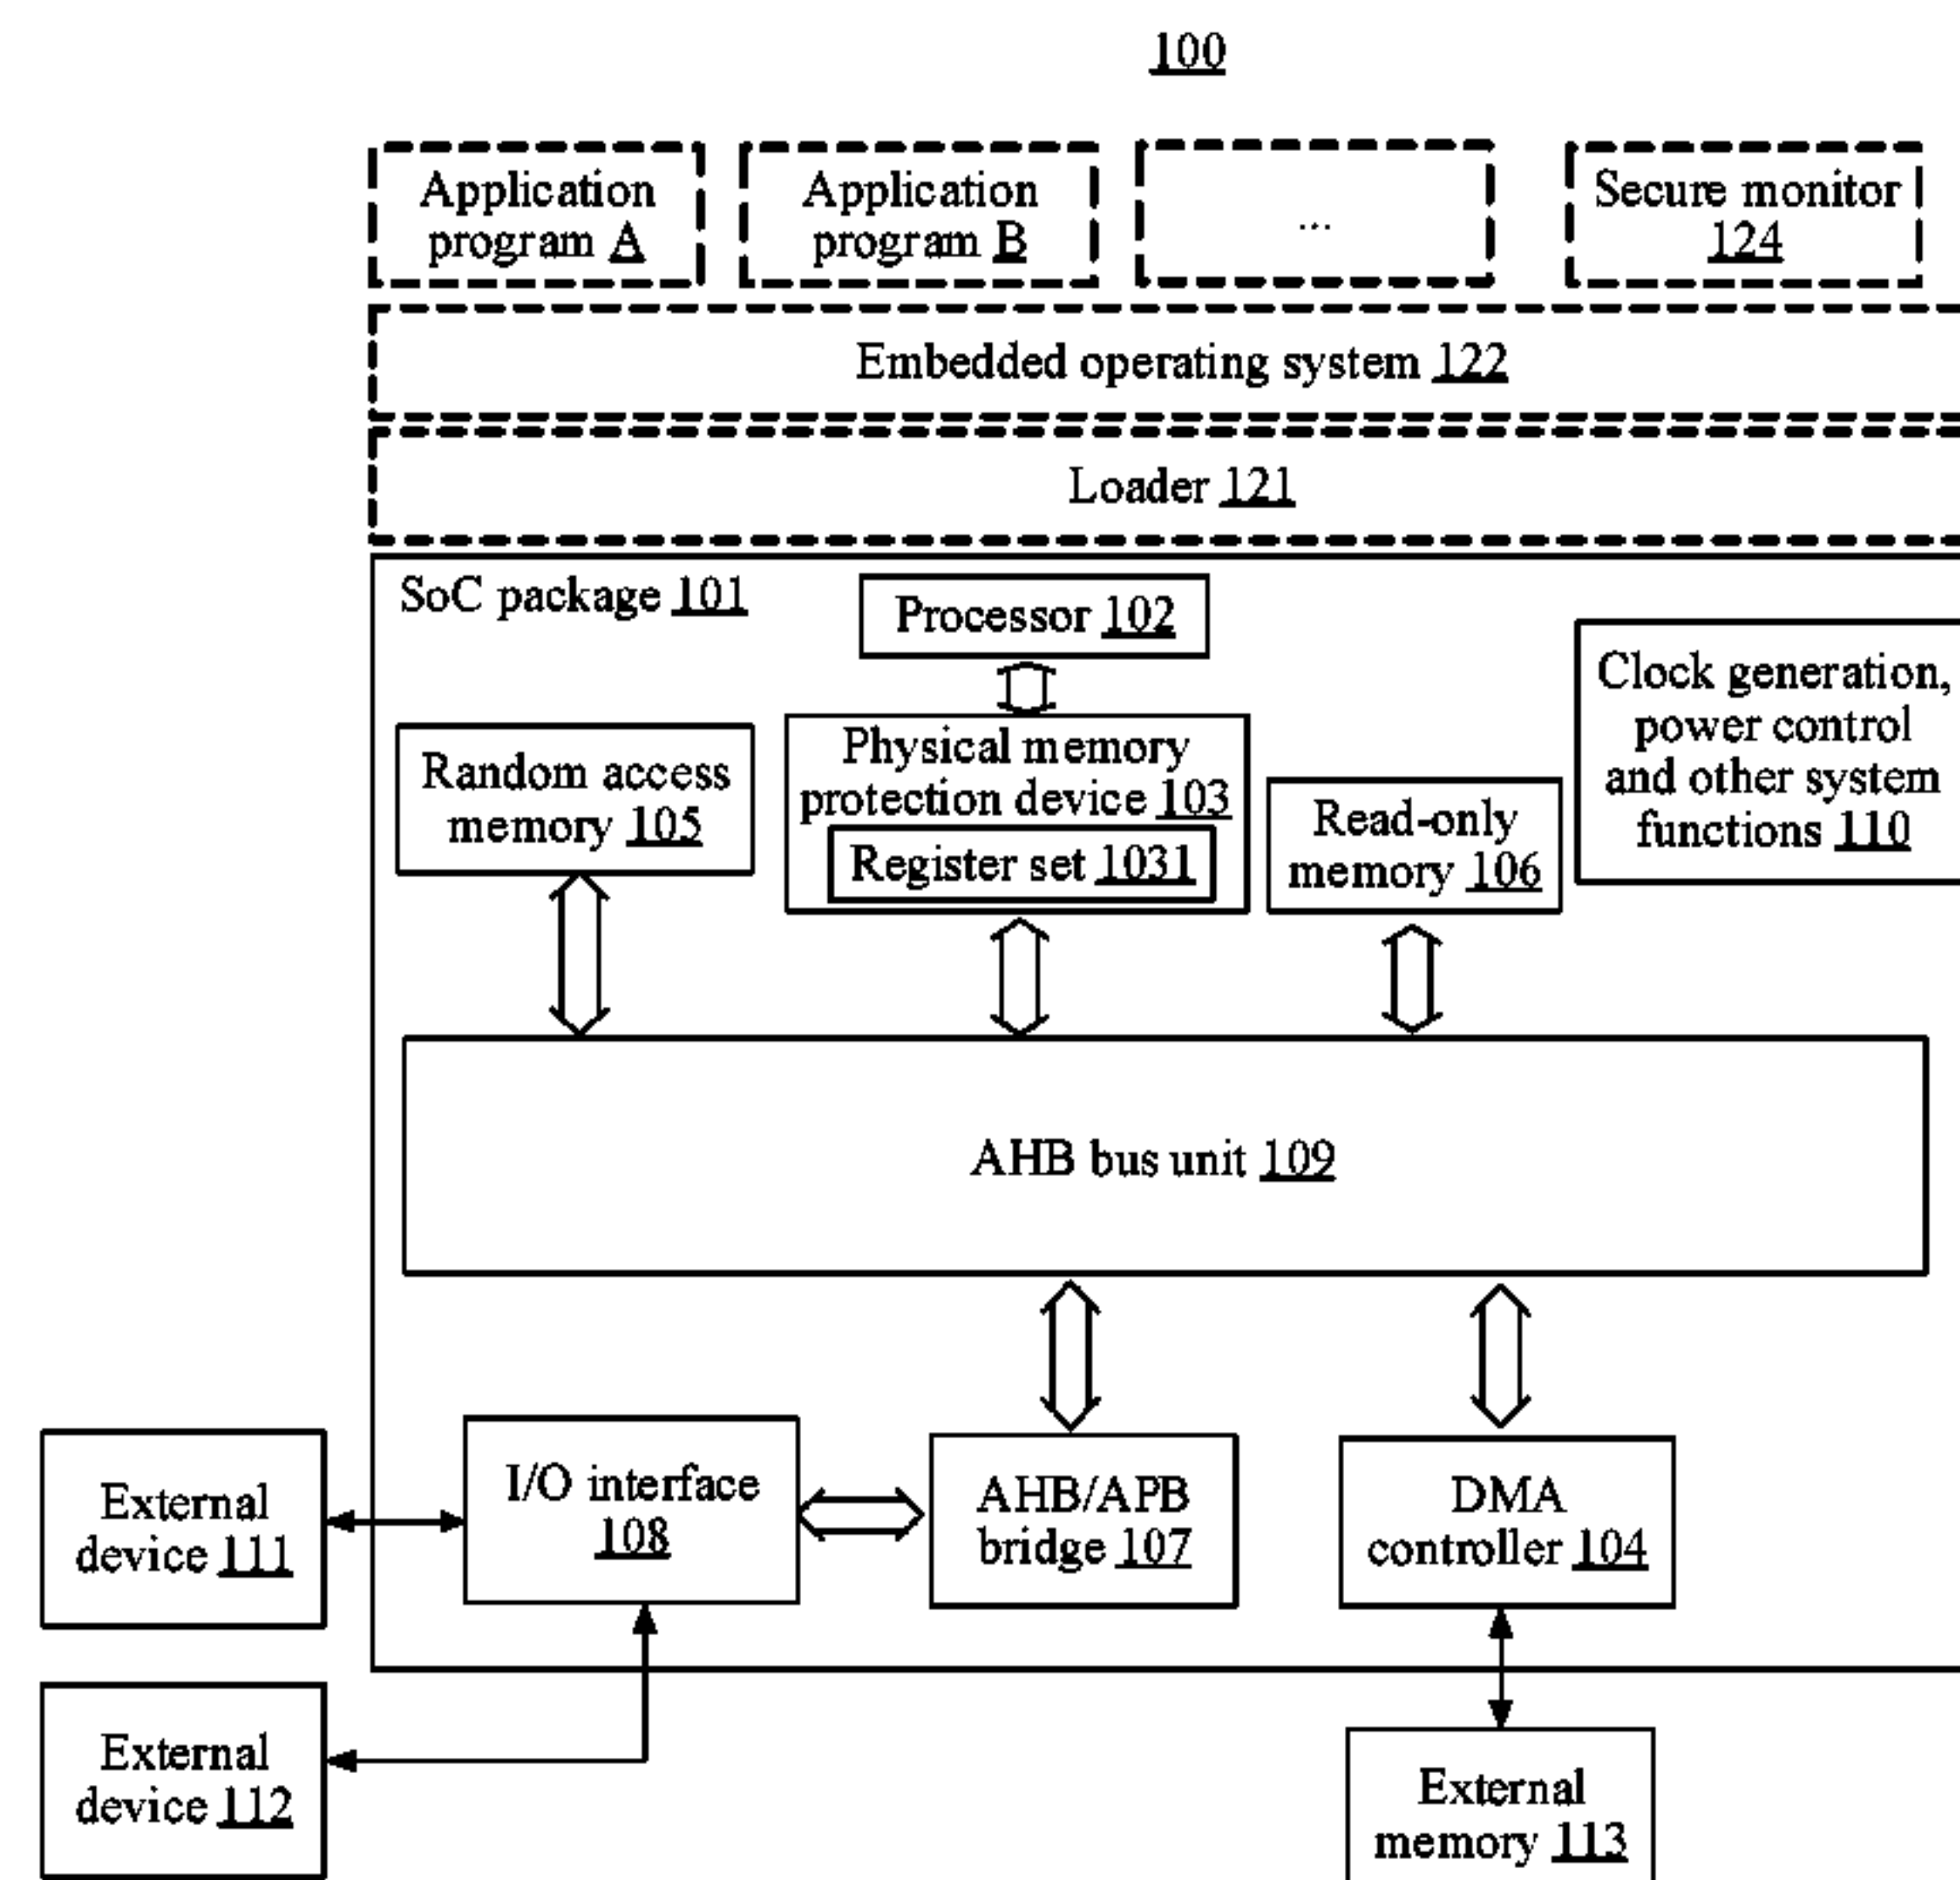 100
Application
program A
Application
program B
...
Secure monitor
124
Embedded operating system 122
Loader 121
SoC package 101
Processor 102
Clock generation,
power control
and other system
functions 110
Random access
memory 105
Physical memory
protection device 103
Register set 1031
Read-only
memory 106
AHB bus unit 109
External
device 111
I/O interface
108
AHB/APB
bridge 107
DMA
controller 104
External
device 112
External
memory 113